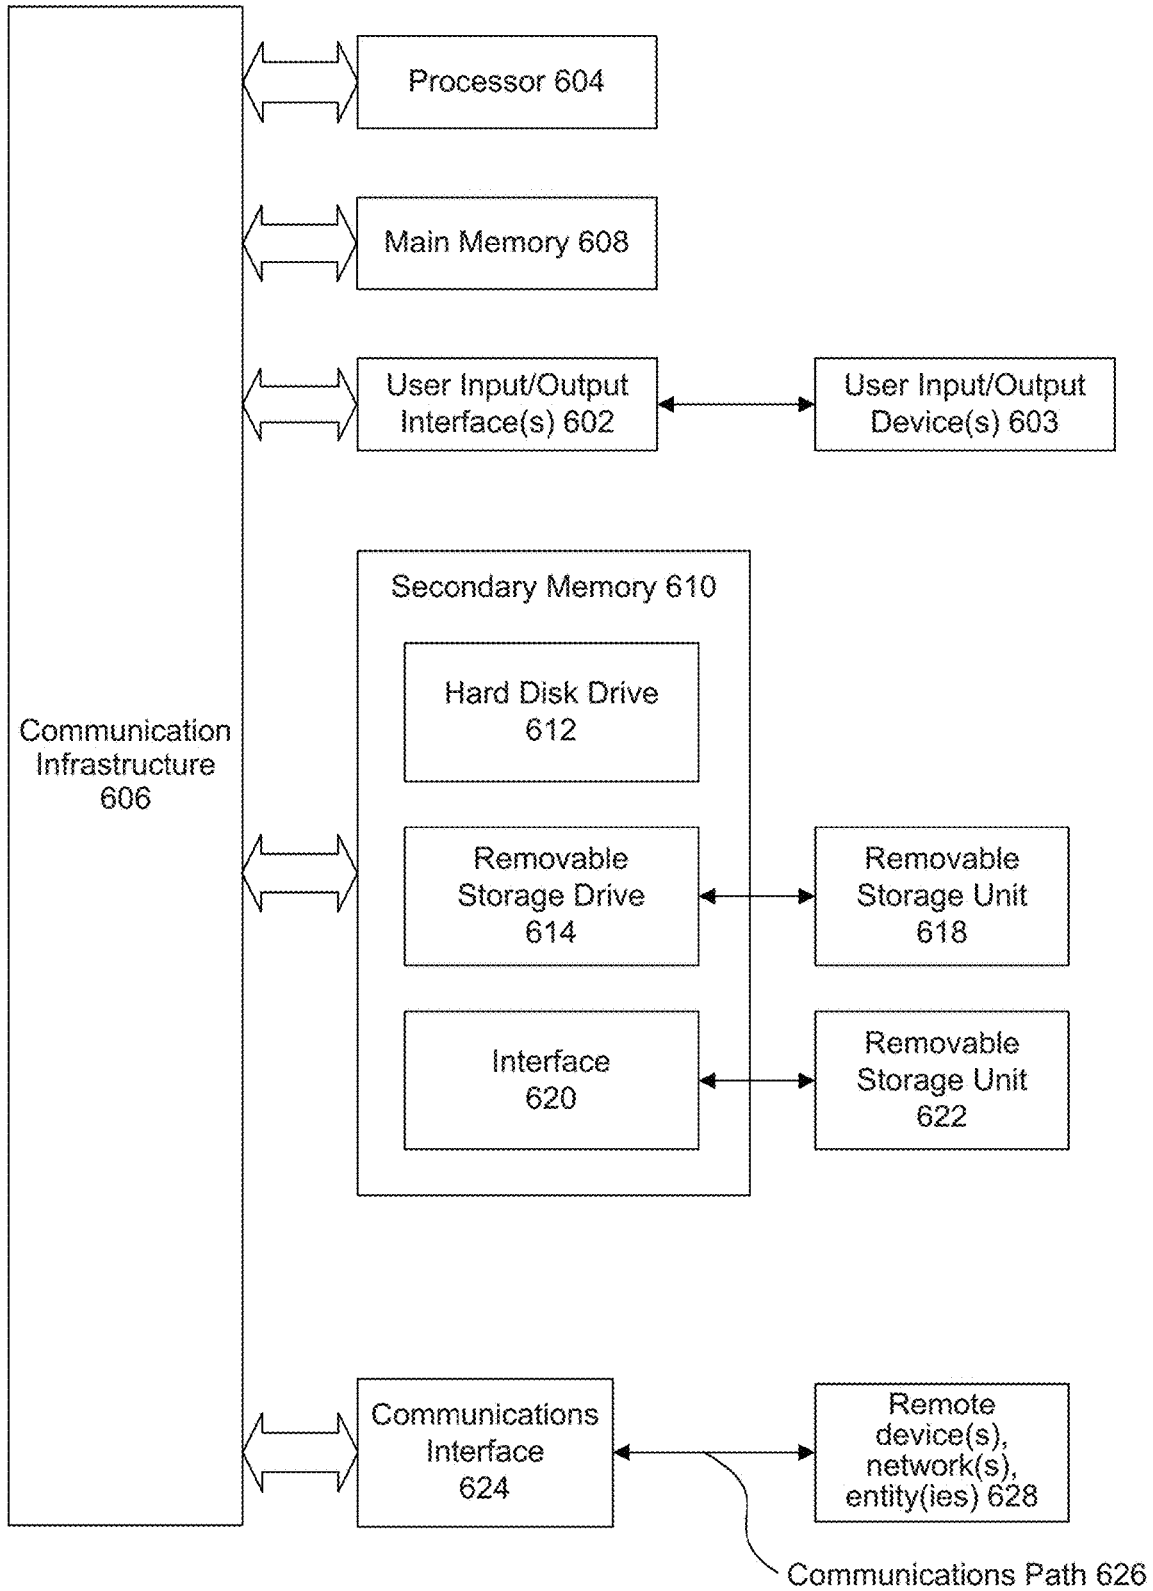 Processor 604
Main Memory 608
User Input/Output
Interface(s) 602
User Input/Output
Device(s) 603
Secondary Memory 610
Hard Disk Drive
612
Communication
Infrastructure
606
Removable
Storage Drive
614
Removable
Storage Unit
618
Interface
620
Removable
Storage Unit
622
Communications
Interface
624
Remote
device(s),
network(s),
entity(ies) 628
Communications Path 626